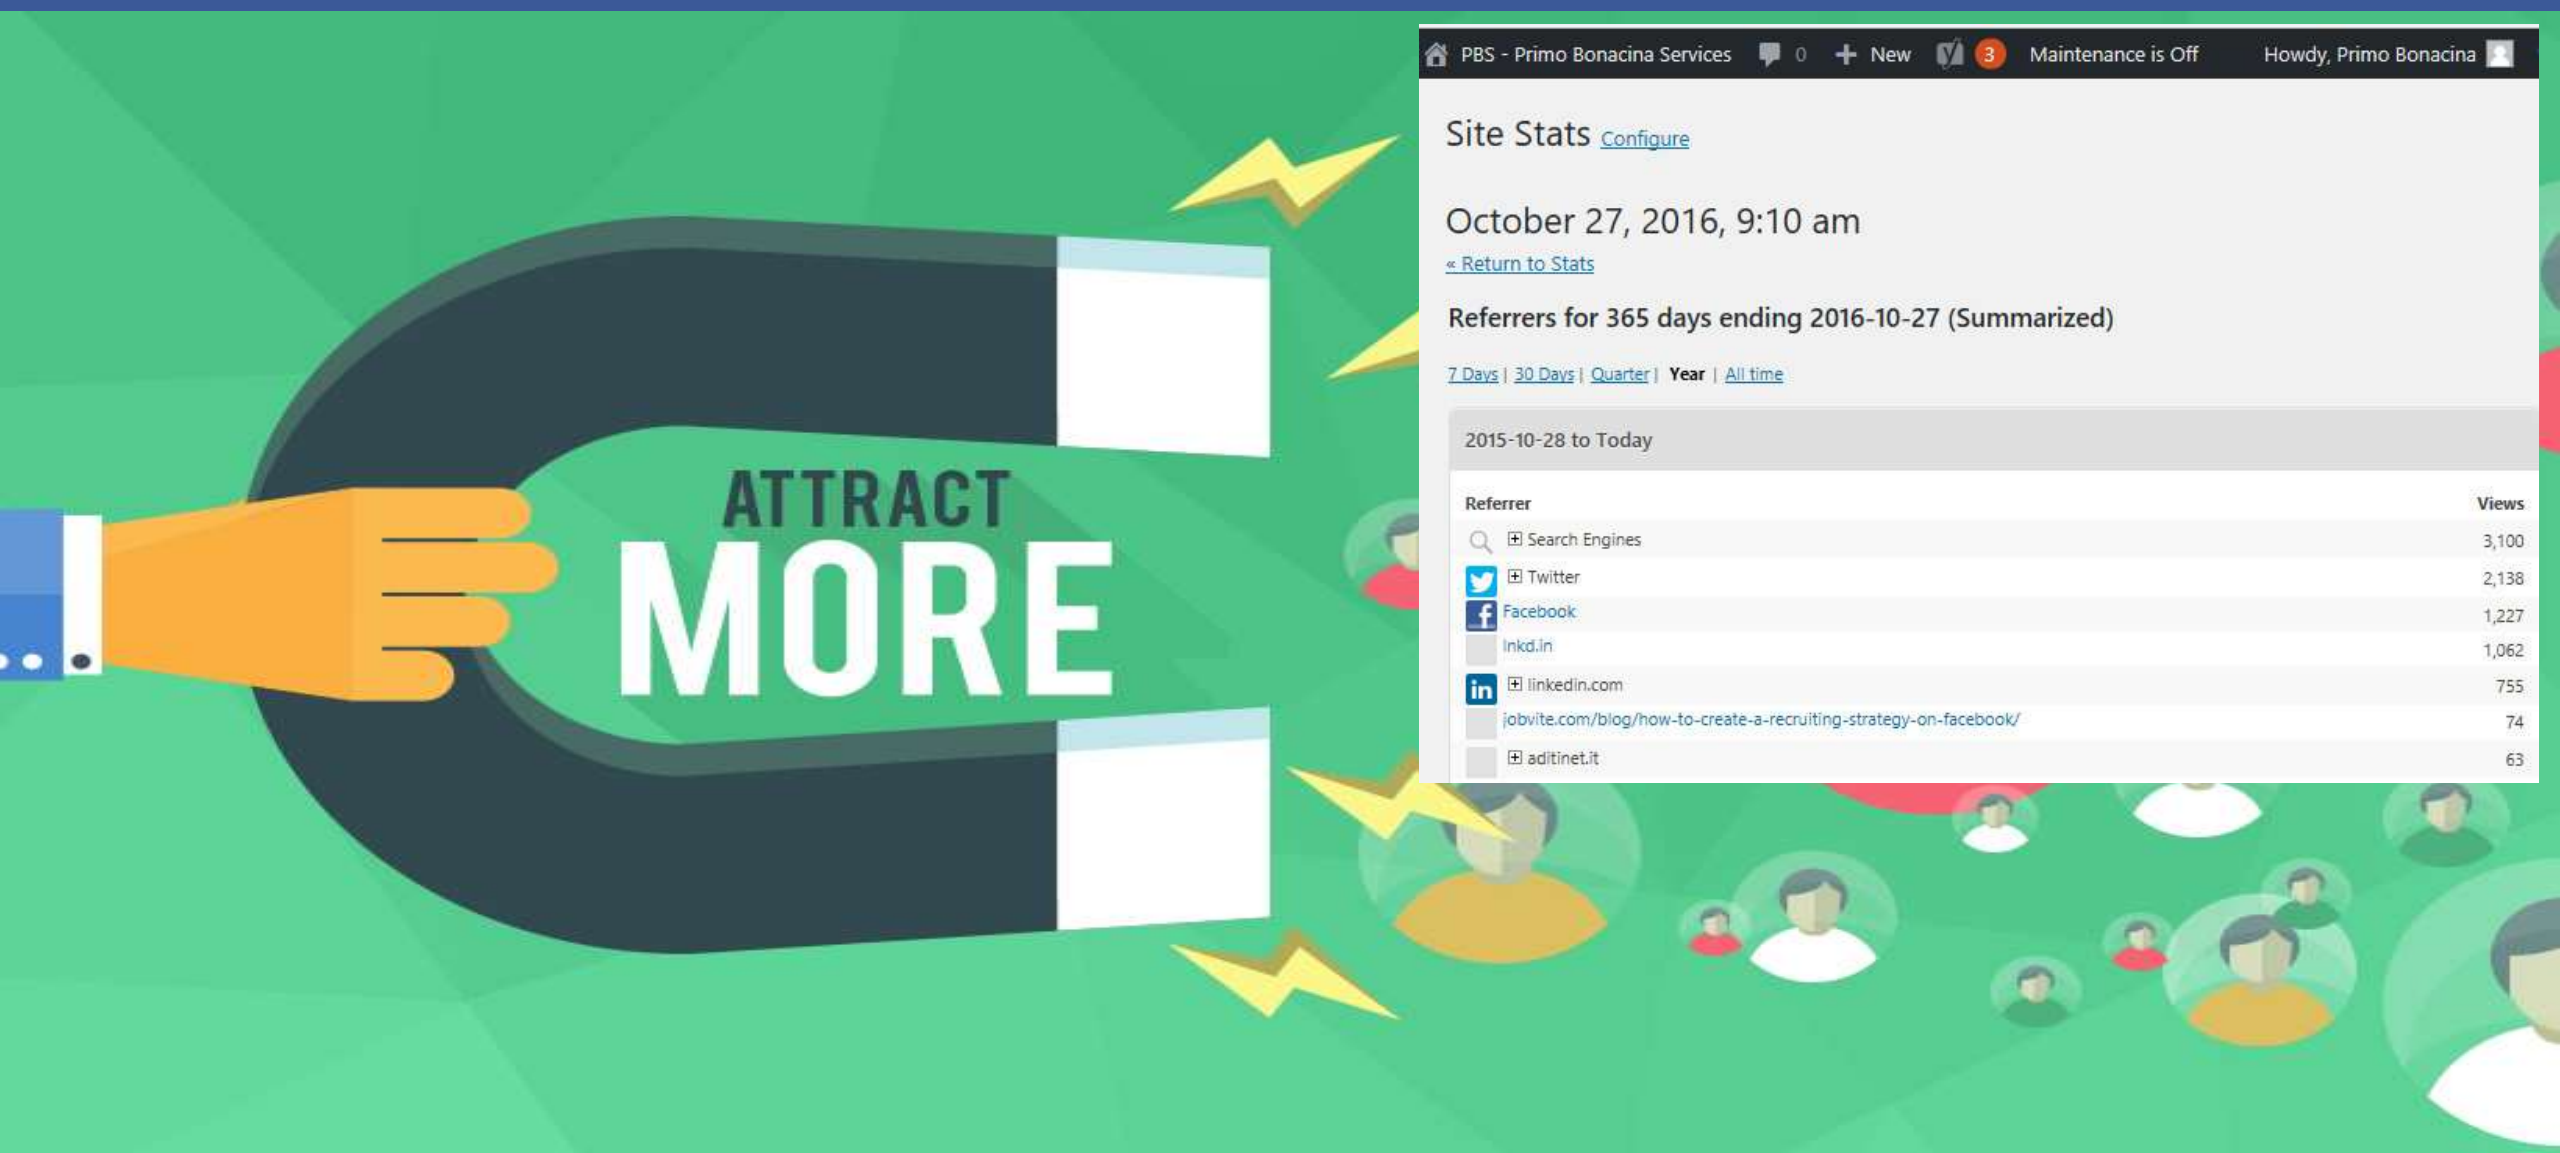 ATTRACT
MORE
PBS - Primo Bonacina Services 0 New 3 Maintenance is Off Howdy, Primo Bonacina
Site Stats Configure
October 27, 2016, 9:10 am
« Return to Stats
Referrers for 365 days ending 2016-10-27 (Summarized)
7 Days | 30 Days | Quarter | Year | All time
2015-10-28 to Today
Referrer Views
Search Engines 3,100
Twitter 2,138
Facebook 1,227
lnkd.in 1,062
linkedin.com 755
jobvite.com/blog/how-to-create-a-recruiting-strategy-on-facebook/ 74
aditinet.it 63